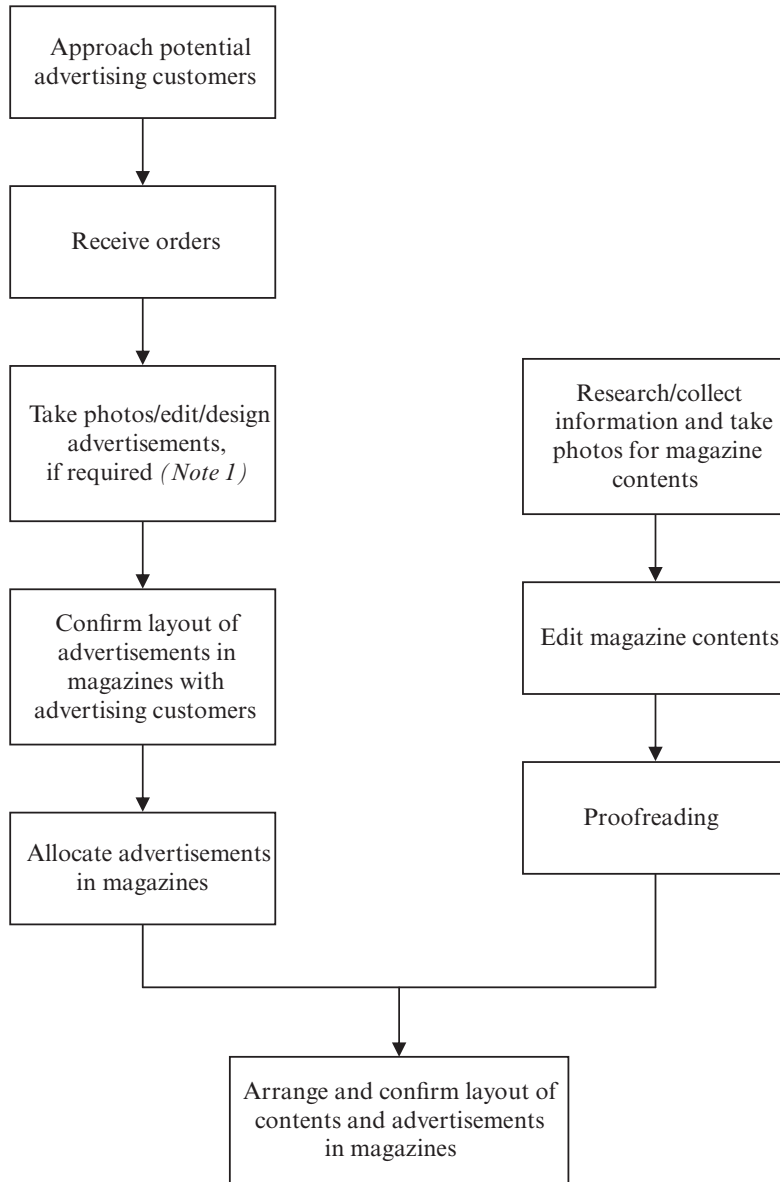 Approach potential
advertising customers
Receive orders
Take photos/edit/design
advertisements,
if required (Note 1)
Confirm layout of
advertisements in
magazines with
advertising customers
Allocate advertisements
in magazines
Research/collect
information and take
photos for magazine
contents
Edit magazine contents
Proofreading
Arrange and confirm layout of
contents and advertisements
in magazines